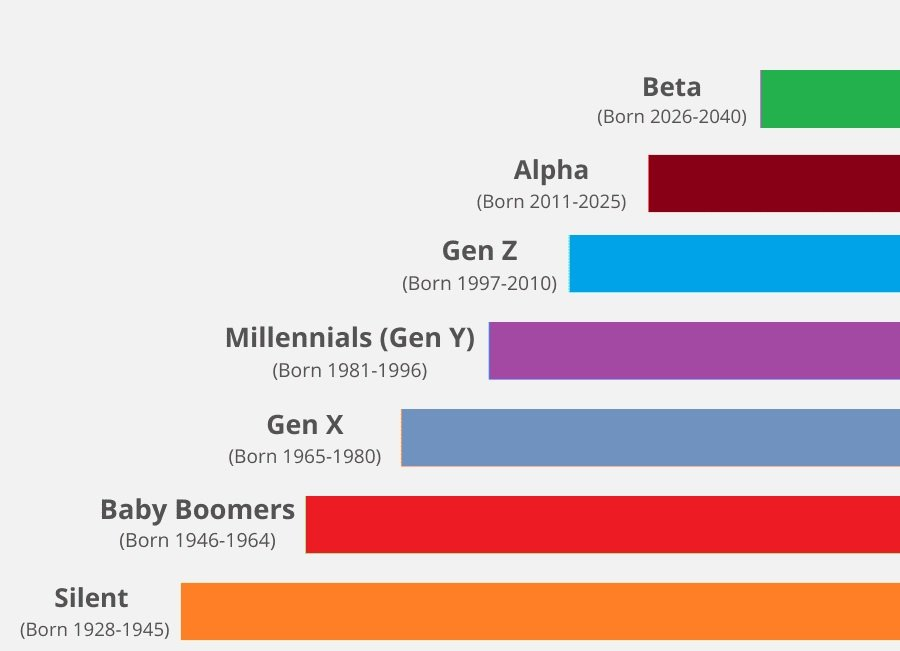 Beta
(Born 2026-2040)
Alpha
(Born 2011-2025)
Gen Z
(Born 1997-2010)
Millennials (Gen Y)
(Born 1981-1996)
Gen X
(Born 1965-1980)
Baby Boomers
(Born 1946-1964)
Silent
(Born 1928-1945)